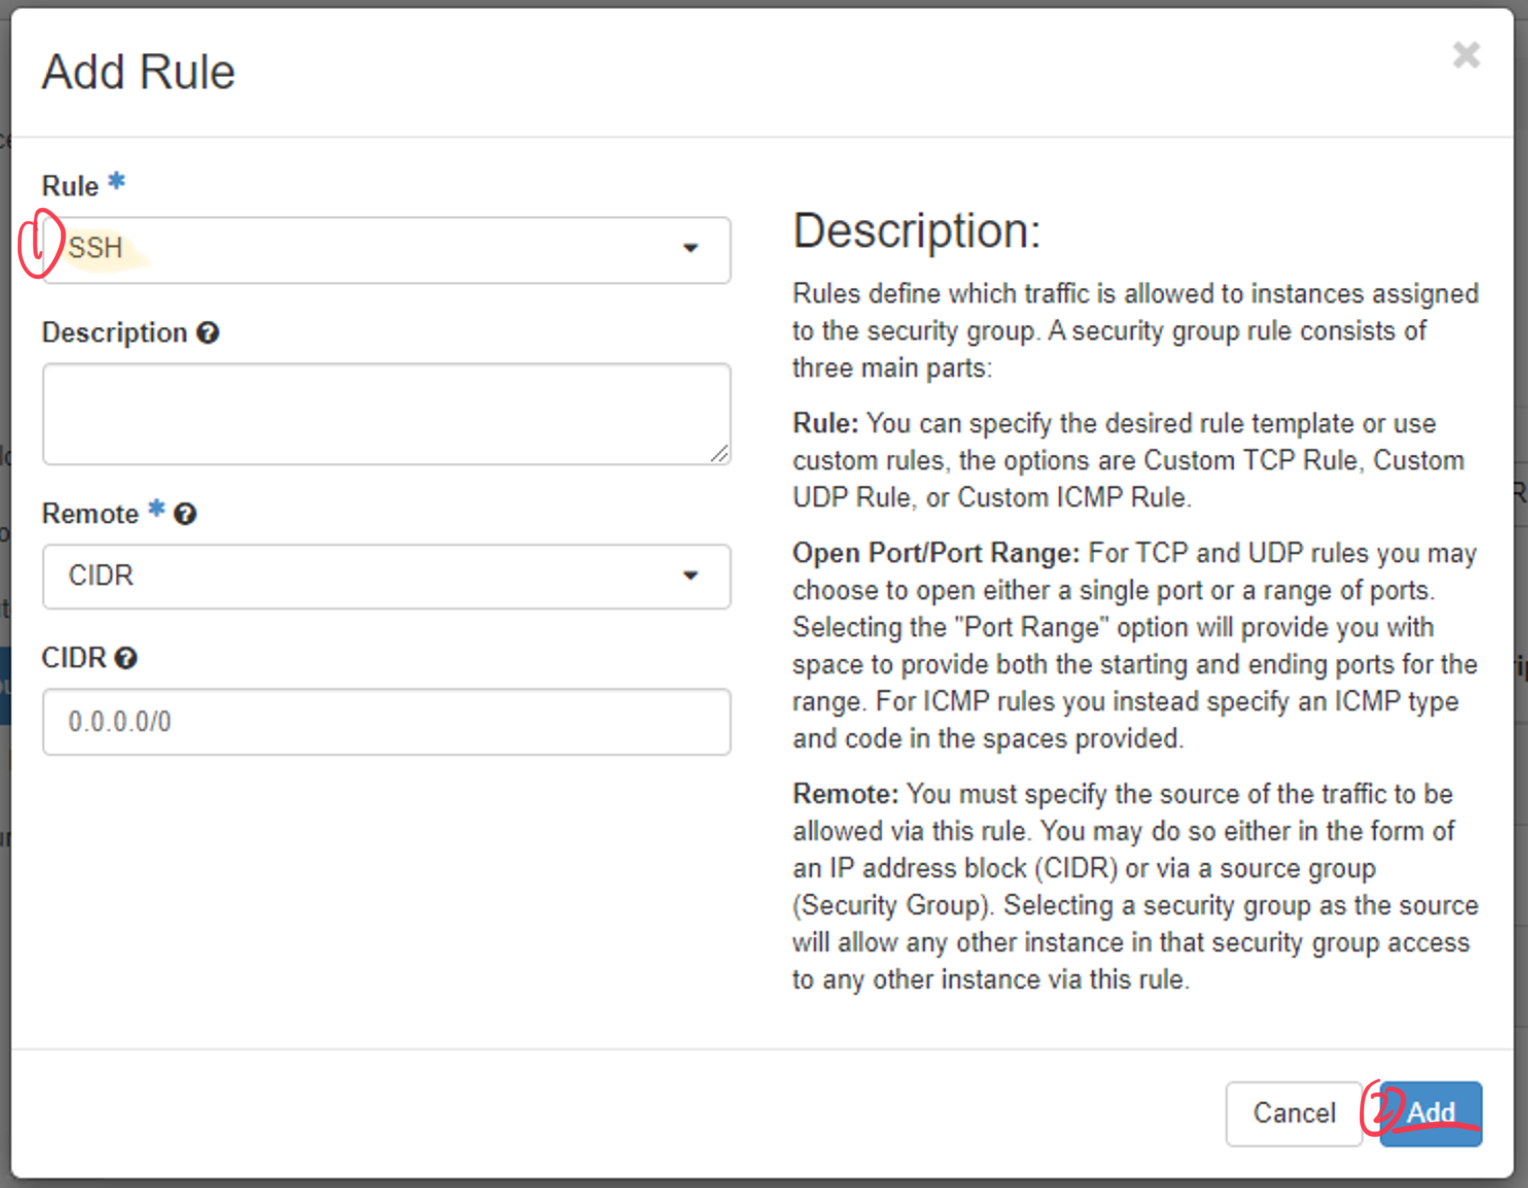 Add Rule
Rule *
① SSH
Description
Remote *
CIDR
CIDR
0.0.0.0/0
Description:
Rules define which traffic is allowed to instances assigned
to the security group. A security group rule consists of
three main parts:
Rule: You can specify the desired rule template or use
custom rules, the options are Custom TCP Rule, Custom
UDP Rule, or Custom ICMP Rule.
Open Port/Port Range: For TCP and UDP rules you may
choose to open either a single port or a range of ports.
Selecting the "Port Range" option will provide you with
space to provide both the starting and ending ports for the
range. For ICMP rules you instead specify an ICMP type
and code in the spaces provided.
Remote: You must specify the source of the traffic to be
allowed via this rule. You may do so either in the form of
an IP address block (CIDR) or via a source group
(Security Group). Selecting a security group as the source
will allow any other instance in that security group access
to any other instance via this rule.
Cancel ② Add